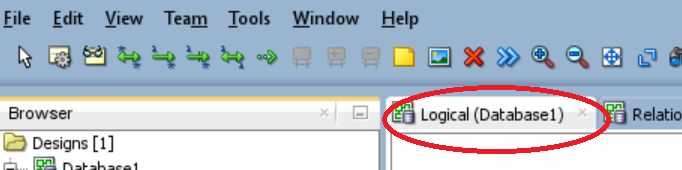 File Edit View Team Tools Window Help
Browser
Logical (Database1)
Designs [1]
Database1